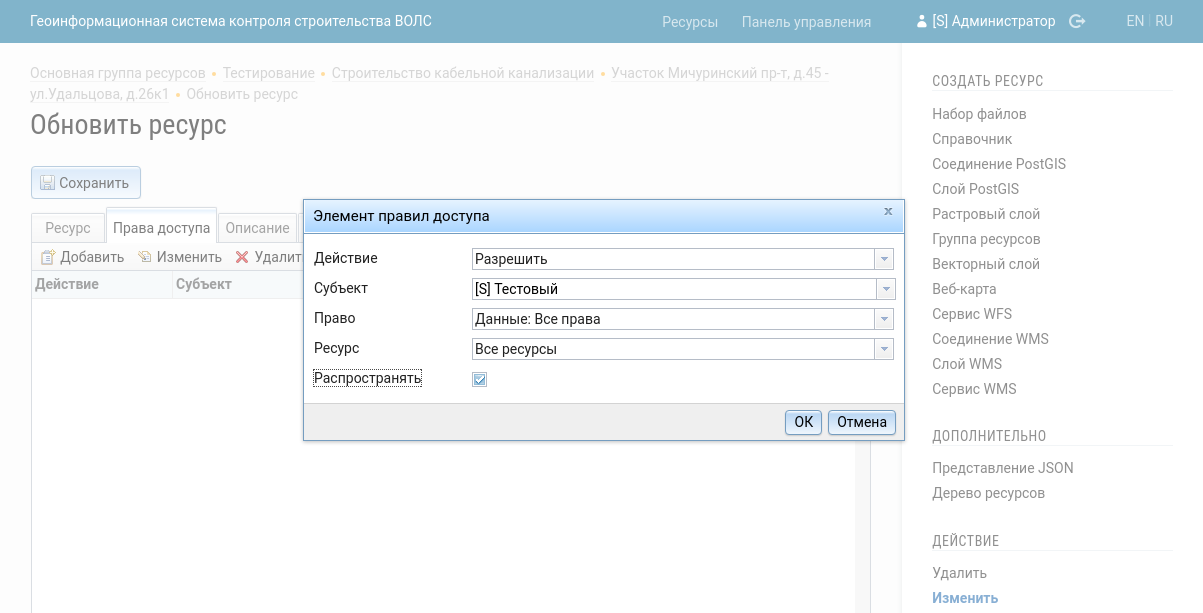 Геоинформационная система контроля строительства ВОЛС
Ресурсы Панель управления [S] Администратор EN RU
Основная группа ресурсов • Тестирование • Строительство кабельной канализации • Участок Мичуринский пр-т, д.45 -
ул.Удальцова, д.26к1 • Обновить ресурс
Обновить ресурс
Сохранить
Ресурс Права доступа Описание
Добавить Изменить Удалит
Действие Субъект
Элемент правил доступа x
Действие Разрешить
Субъект [S] Тестовый
Право Данные: Все права
Ресурс Все ресурсы
Распространять
ОК Отмена
СОЗДАТЬ РЕСУРС
Набор файлов
Справочник
Соединение PostGIS
Слой PostGIS
Растровый слой
Группа ресурсов
Векторный слой
Веб-карта
Сервис WFS
Соединение WMS
Слой WMS
Сервис WMS
ДОПОЛНИТЕЛЬНО
Представление JSON
Дерево ресурсов
ДЕЙСТВИЕ
Удалить
Изменить